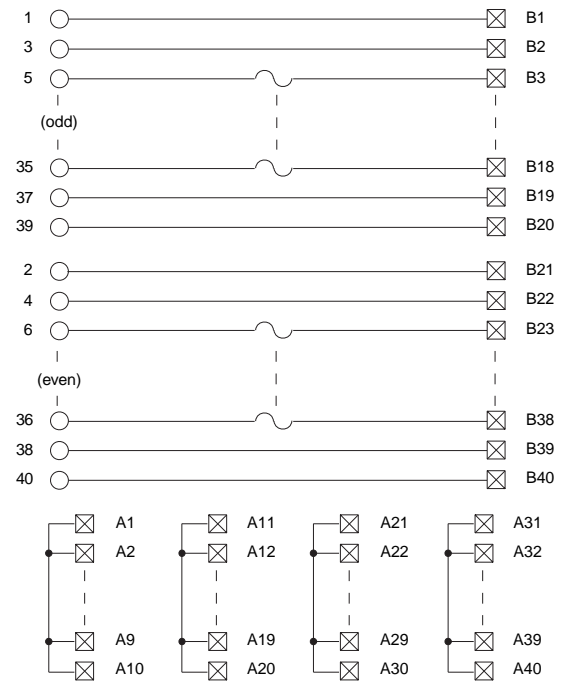 1 B1
3 B2
5 B3
(odd)
35 B18
37 B19
39 B20
2 B21
4 B22
6 B23
(even)
36 B38
38 B39
40 B40
A1 A11 A21 A31
A2 A12 A22 A32
A9 A19 A29 A39
A10 A20 A30 A40